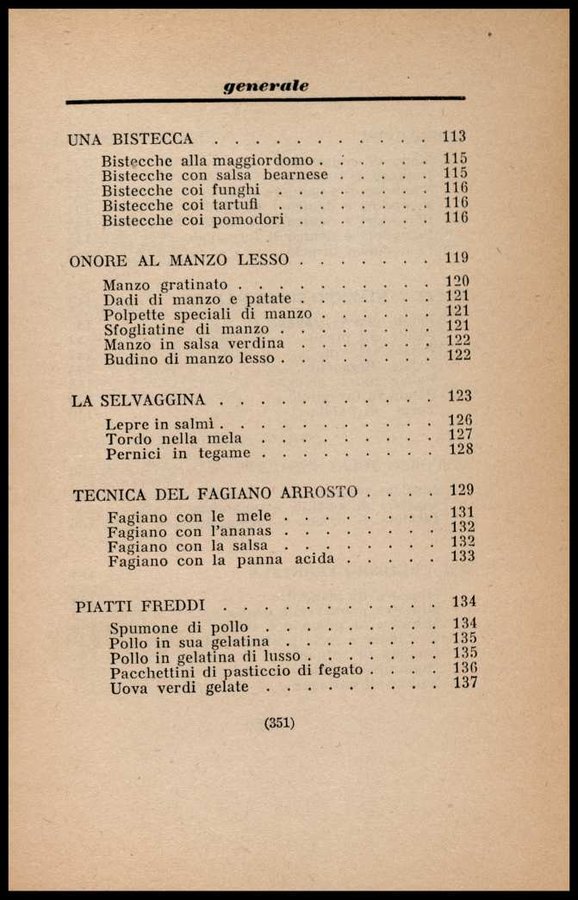 generale
UNA BISTECCA . . . . . . . . . . . 113
Bistecche alla maggiordomo . . . . . . 115
Bistecche con salsa bearnese . . . . . 115
Bistecche coi funghi . . . . . . . . 116
Bistecche coi tartufi . . . . . . . . 116
Bistecche coi pomodori . . . . . . . 116
ONORE AL MANZO LESSO . . . . . . . 119
Manzo gratinato . . . . . . . . . . 120
Dadi di manzo e patate . . . . . . . 121
Polpette speciali di manzo . . . . . . 121
Sfogliatine di manzo . . . . . . . . 121
Manzo in salsa verdina . . . . . . . 122
Budino di manzo lesso . . . . . . . . 122
LA SELVAGGINA . . . . . . . . . . . 123
Lepre in salmì . . . . . . . . . . . 126
Tordo nella mela . . . . . . . . . 127
Pernici in tegame . . . . . . . . . 128
TECNICA DEL FAGIANO ARROSTO . . . . 129
Fagiano con le mele . . . . . . . . 131
Fagiano con l'ananas . . . . . . . . 132
Fagiano con la salsa . . . . . . . . 132
Fagiano con la panna acida . . . . . 133
PIATTI FREDDI . . . . . . . . . . . 134
Spumone di pollo . . . . . . . . . 134
Pollo in sua gelatina . . . . . . . . 135
Pollo in gelatina di lusso . . . . . . . 135
Pacchettini di pasticcio di fegato . . . . 136
Uova verdi gelate . . . . . . . . . 137
(351)